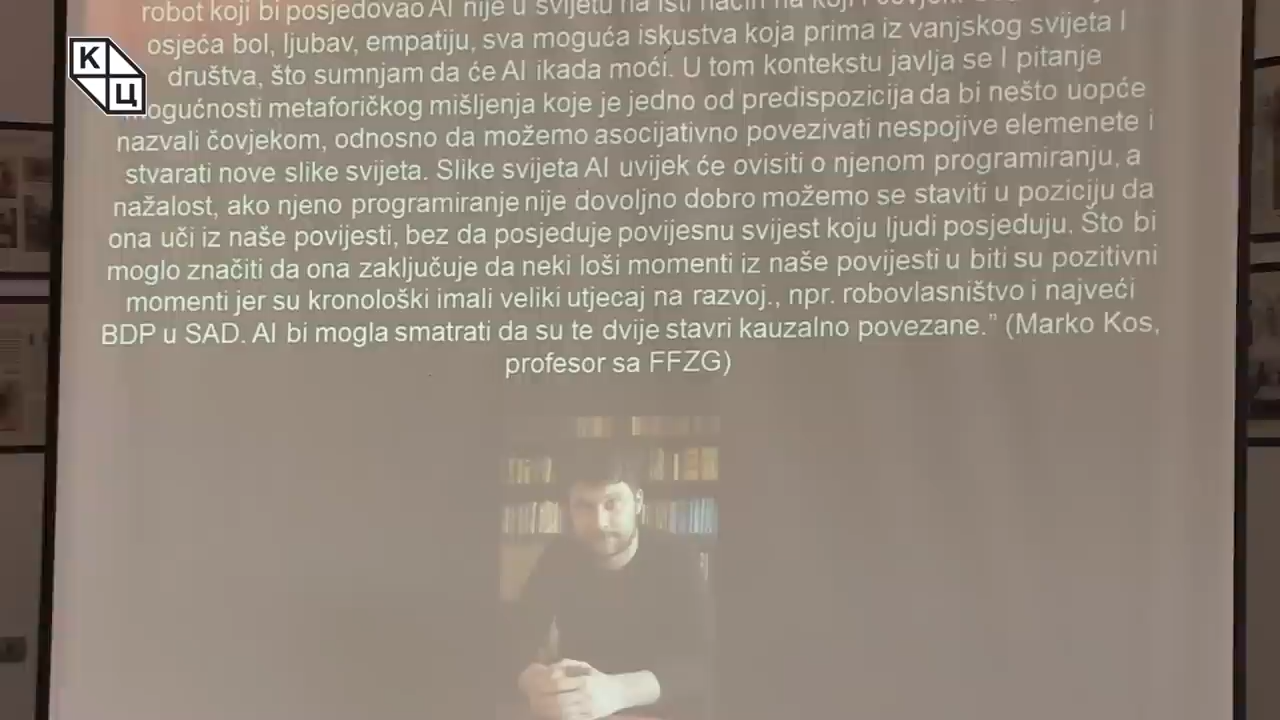 robot koji bi posjedovao AI nije u svijetu na isti način na koji
К Ц
osjeća bol, ljubav, empatiju, sva moguća iskustva koja prima iz vanjskog svijeta I
društva, što sumnjam da će AI ikada moći. U tom kontekstu javlja se I pitanje
mogućnosti metaforičkog mišljenja koje je jedno od predispozicija da bi nešto uopće
nazvali čovjekom, odnosno da možemo asocijativno povezivati nespojive elemenete i
stvarati nove slike svijeta. Slike svijeta AI uvijek će ovisiti o njenom programiranju, a
nažalost, ako njeno programiranje nije dovoljno dobro možemo se staviti u poziciju da
ona uči iz naše povijesti, bez da posjeduje povijesnu svijest koju ljudi posjeduju. Što bi
moglo značiti da ona zaključuje da neki loši momenti iz naše povijesti u biti su pozitivni
momenti jer su kronološki imali veliki utjecaj na razvoj., npr. robovlasništvo i najveći
BDP u SAD. AI bi mogla smatrati da su te dvije stavri kauzalno povezane.” (Marko Kos,
profesor sa FFZG)